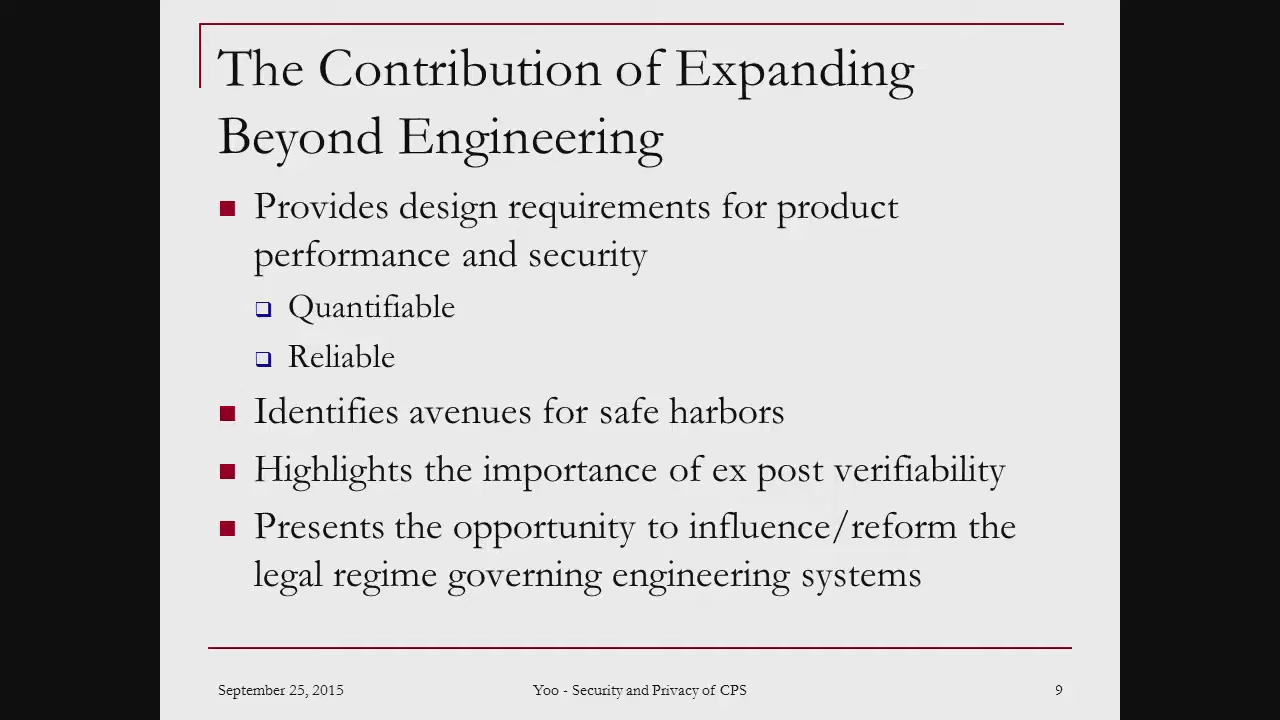 The Contribution of Expanding
Beyond Engineering
Provides design requirements for product
performance and security
Quantifiable
Reliable
Identifies avenues for safe harbors
Highlights the importance of ex post verifiability
Presents the opportunity to influence/reform the
legal regime governing engineering systems
September 25, 2015
Yoo - Security and Privacy of CPS
9